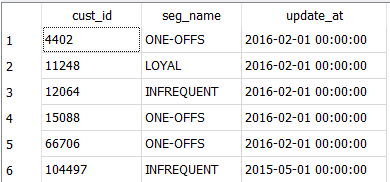 cust_id seg_name update_at
1 4402 ONE-OFFS 2016-02-01 00:00:00
2 11248 LOYAL 2016-02-01 00:00:00
3 12064 INFREQUENT 2016-02-01 00:00:00
4 15088 ONE-OFFS 2016-02-01 00:00:00
5 66706 ONE-OFFS 2016-02-01 00:00:00
6 104497 INFREQUENT 2015-05-01 00:00:00